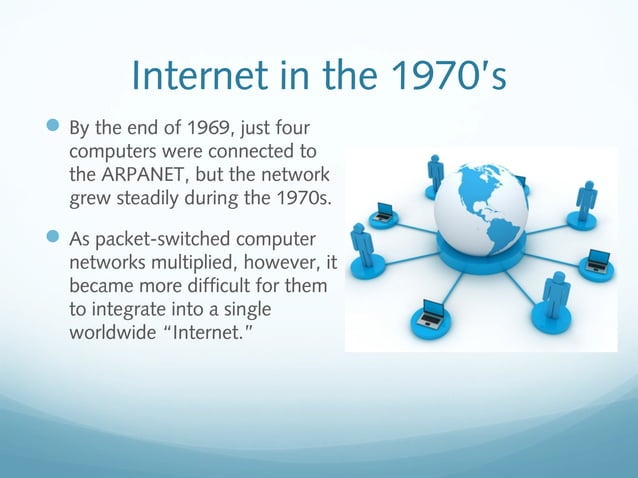 Internet in the 1970's
By the end of 1969, just four
computers were connected to
the ARPANET, but the network
grew steadily during the 1970s.
As packet-switched computer
networks multiplied, however, it
became more difficult for them
to integrate into a single
worldwide “Internet.”